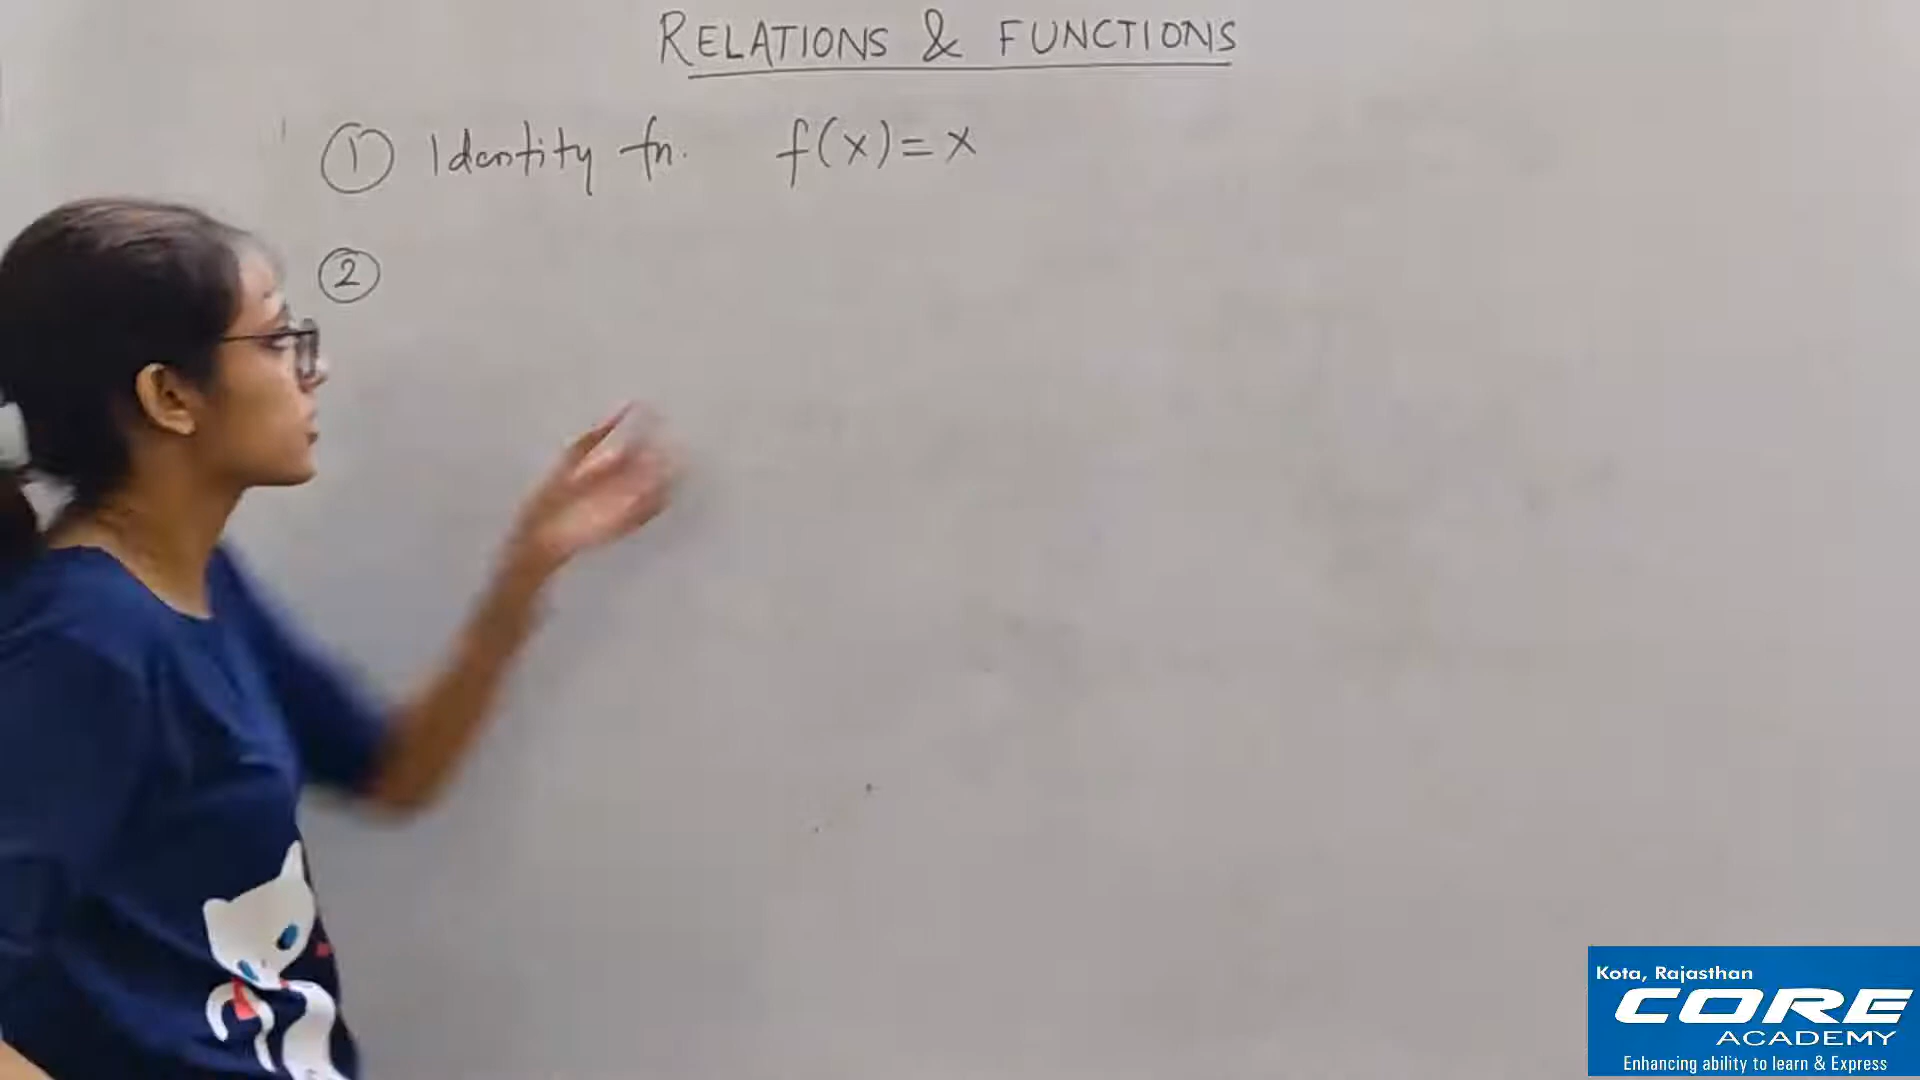 RELATIONS & FUNCTIONS
① Identity fn. f(x)=x
②
Kota, Rajasthan
CORE
ACADEMY
Enhancing ability to learn & Express